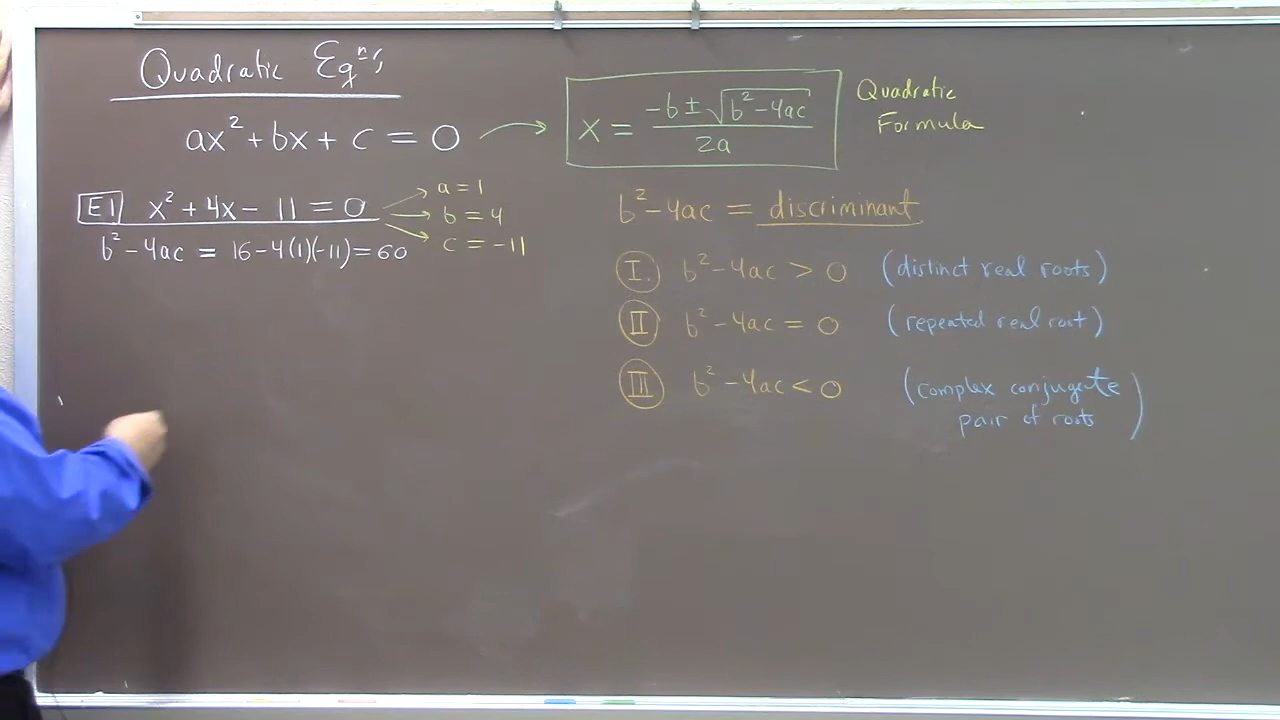 Quadratic Eqⁿs
ax² + bx + c = 0
x = (-b ± √(b² - 4ac)) / 2a
Quadratic
Formula
E1 x² + 4x - 11 = 0
a = 1
b = 4
c = -11
b² - 4ac = 16 - 4(1)(-11) = 60
b² - 4ac = discriminant
I. b² - 4ac > 0 (distinct real roots)
II b² - 4ac = 0 (repeated real root)
III b² - 4ac < 0 (complex conjugate
pair of roots)